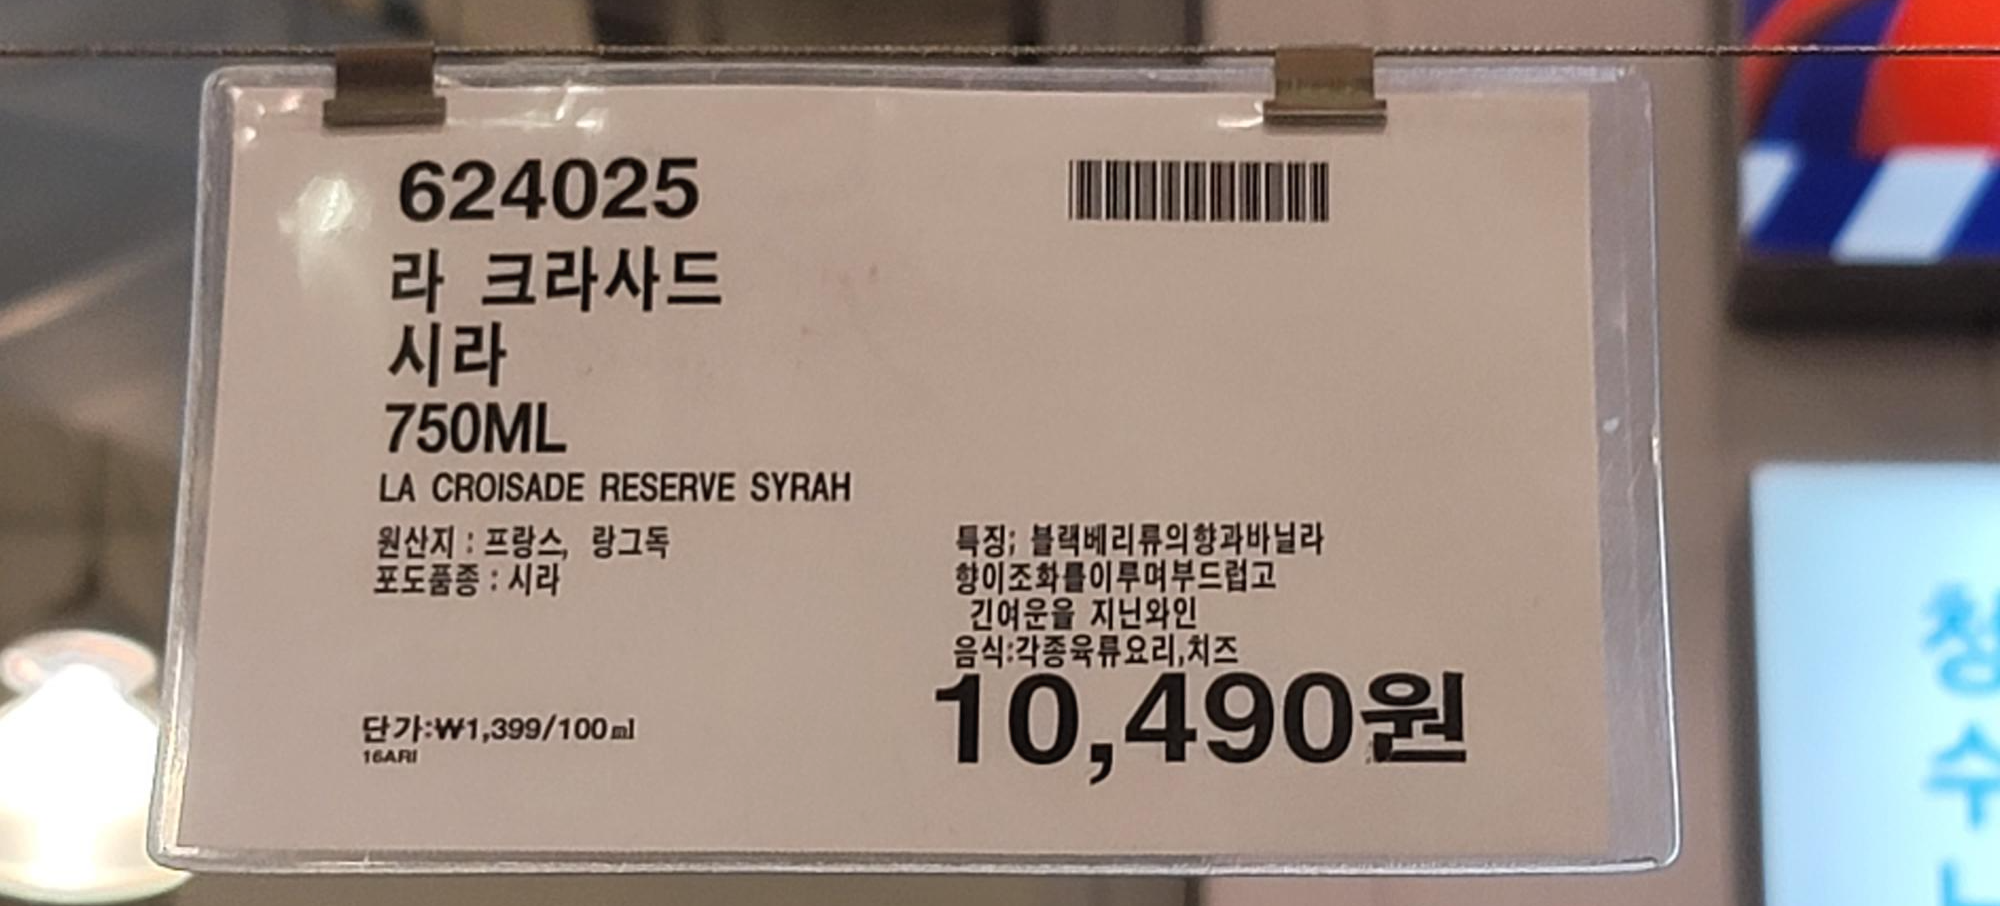 624025
라 크라사드
시라
750ML
LA CROISADE RESERVE SYRAH
원산지 : 프랑스, 랑그독
포도품종 : 시라
특징; 블랙베리류의향과바닐라
향이조화를이루며부드럽고
긴여운을 지닌와인
음식:각종육류요리,치즈
10,490원
단가:₩1,399/100㎖
16ARI
청
수